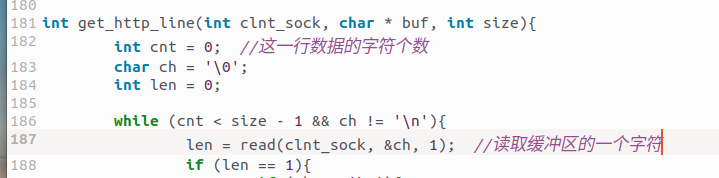 180
181 int get_http_line(int clnt_sock, char * buf, int size){
182 int cnt = 0; //这一行数据的字符个数
183 char ch = '\0';
184 int len = 0;
185
186 while (cnt < size - 1 && ch != '\n'){
187 len = read(clnt_sock, &ch, 1); //读取缓冲区的一个字符
188 if (len == 1){